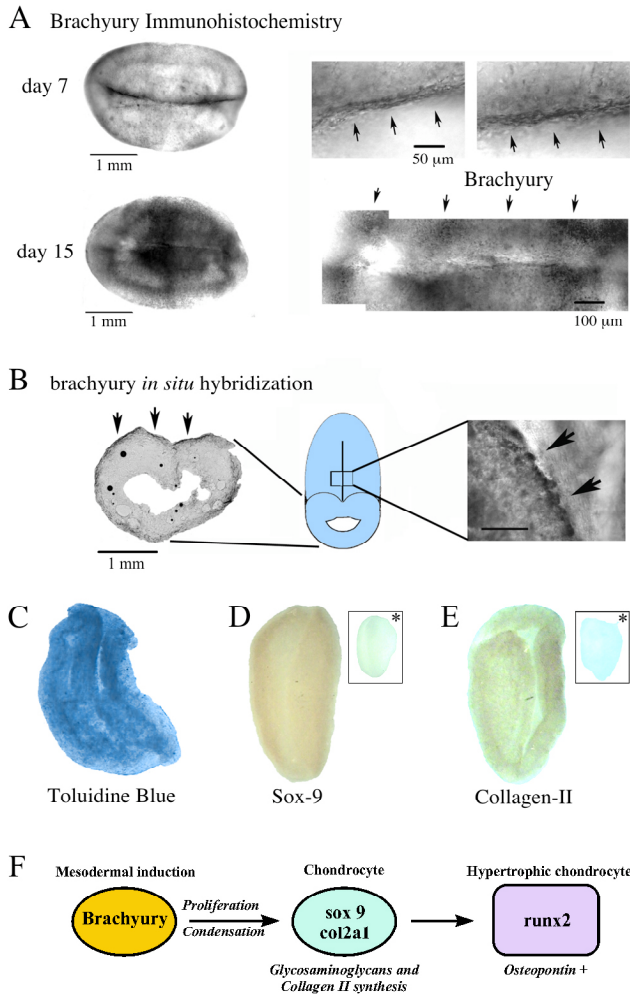 A Brachyury Immunohistochemistry
day 7
1 mm
50 μm
Brachyury
day 15
1 mm
100 μm
B brachyury in situ hybridization
1 mm
C
D
*
E
*
Toluidine Blue
Sox-9
Collagen-II
F
Mesodermal induction
Chondrocyte
Hypertrophic chondrocyte
Brachyury
Proliferation
Condensation
sox 9
col2a1
runx2
Glycosaminoglycans and
Collagen II synthesis
Osteopontin +